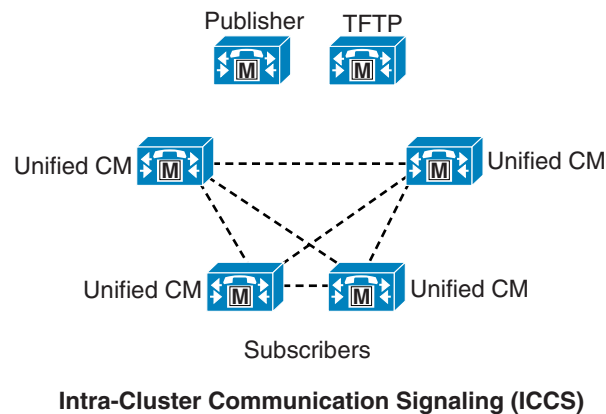 Publisher TFTP
M M
Unified CM M M Unified CM
Unified CM M M Unified CM
Subscribers
Intra-Cluster Communication Signaling (ICCS)